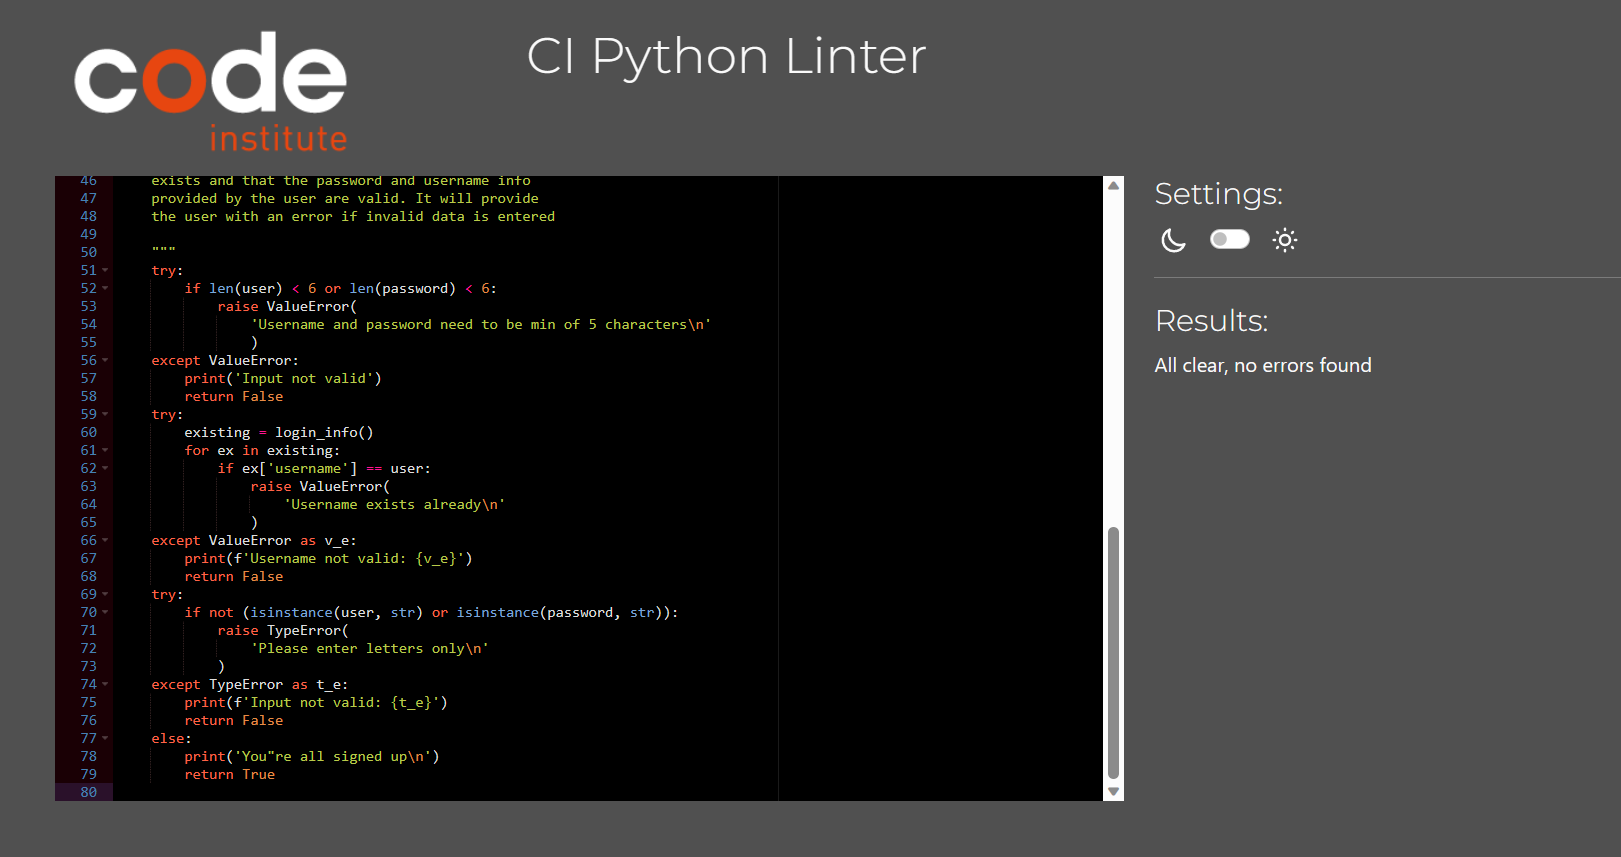 code
institute
CI Python Linter
46 exists and that the password and username info
47 provided by the user are valid. It will provide
48 the user with an error if invalid data is entered
49
50 """
51 try:
52 if len(user) < 6 or len(password) < 6:
53 raise ValueError(
54 'Username and password need to be min of 5 characters\n'
55 )
56 except ValueError:
57 print('Input not valid')
58 return False
59 try:
60 existing = login_info()
61 for ex in existing:
62 if ex['username'] == user:
63 raise ValueError(
64 'Username exists already\n'
65 )
66 except ValueError as v_e:
67 print(f'Username not valid: {v_e}')
68 return False
69 try:
70 if not (isinstance(user, str) or isinstance(password, str)):
71 raise TypeError(
72 'Please enter letters only\n'
73 )
74 except TypeError as t_e:
75 print(f'Input not valid: {t_e}')
76 return False
77 else:
78 print('You"re all signed up\n')
79 return True
80
Settings:
Results:
All clear, no errors found